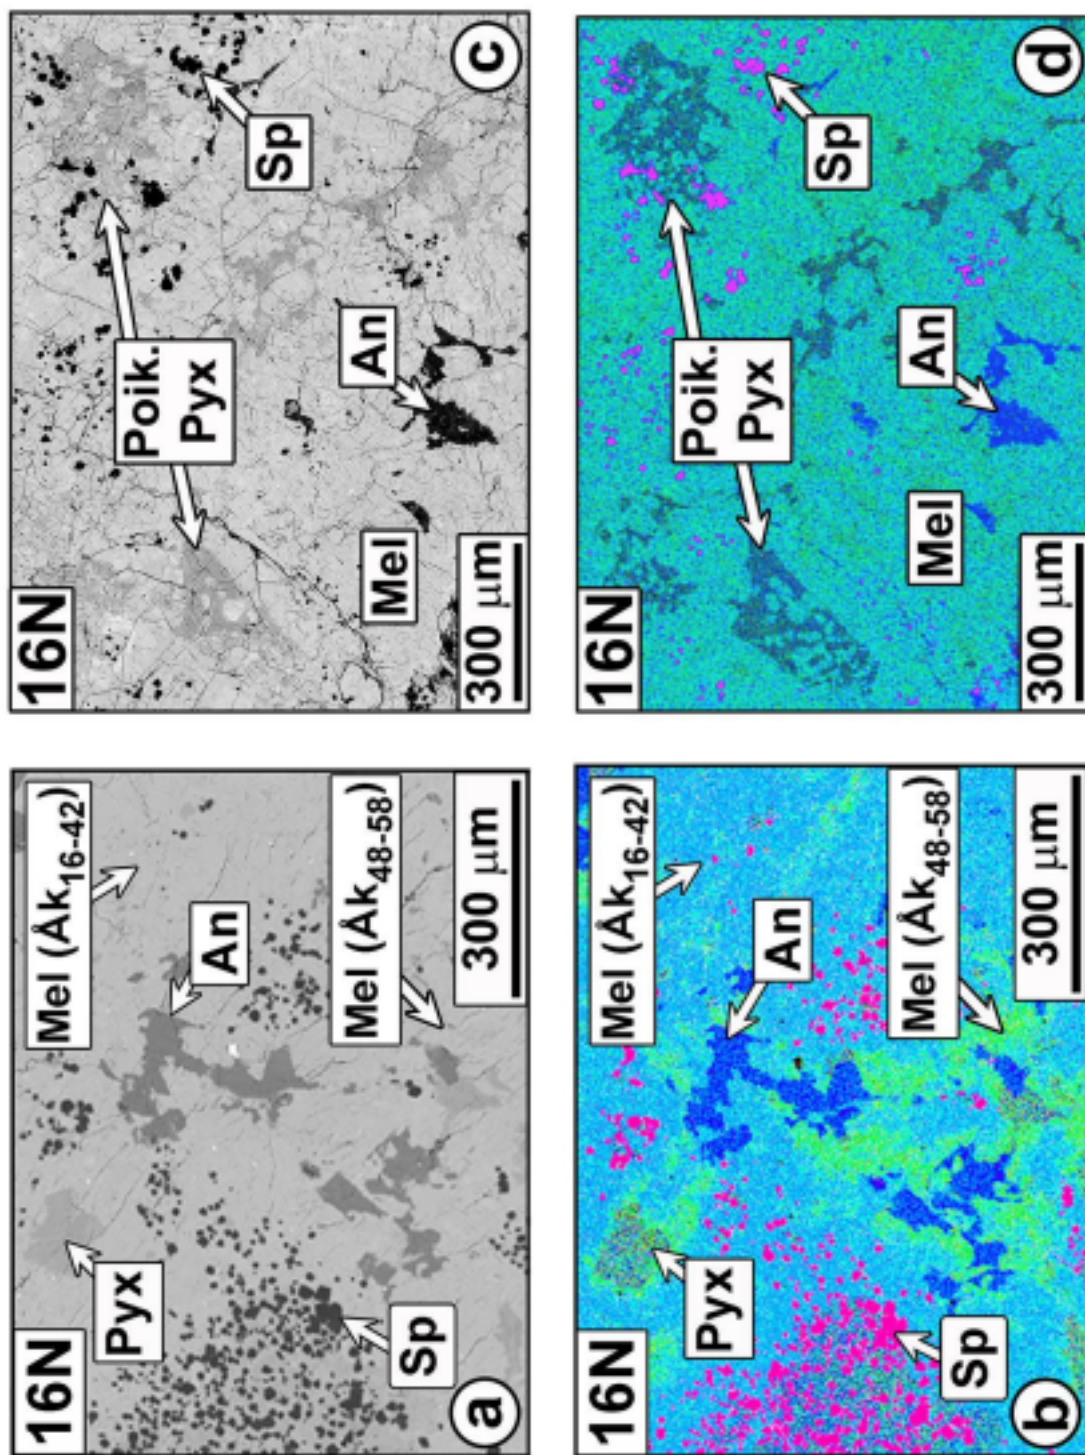 16N
Pyx
Sp
An
Mel (Åk16-42)
Mel (Åk48-58)
300 μm
a
16N
Pyx
Sp
An
Mel (Åk16-42)
Mel (Åk48-58)
300 μm
b
16N
Poik.
Pyx
Sp
An
Mel
300 μm
c
16N
Poik.
Pyx
Sp
An
Mel
300 μm
d